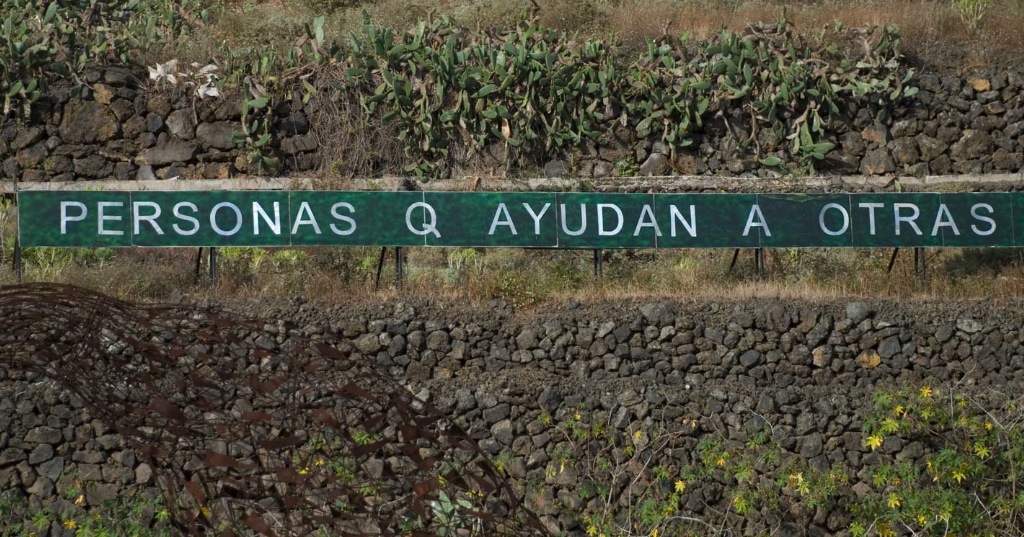 PERSONAS Q AYUDAN A OTRAS